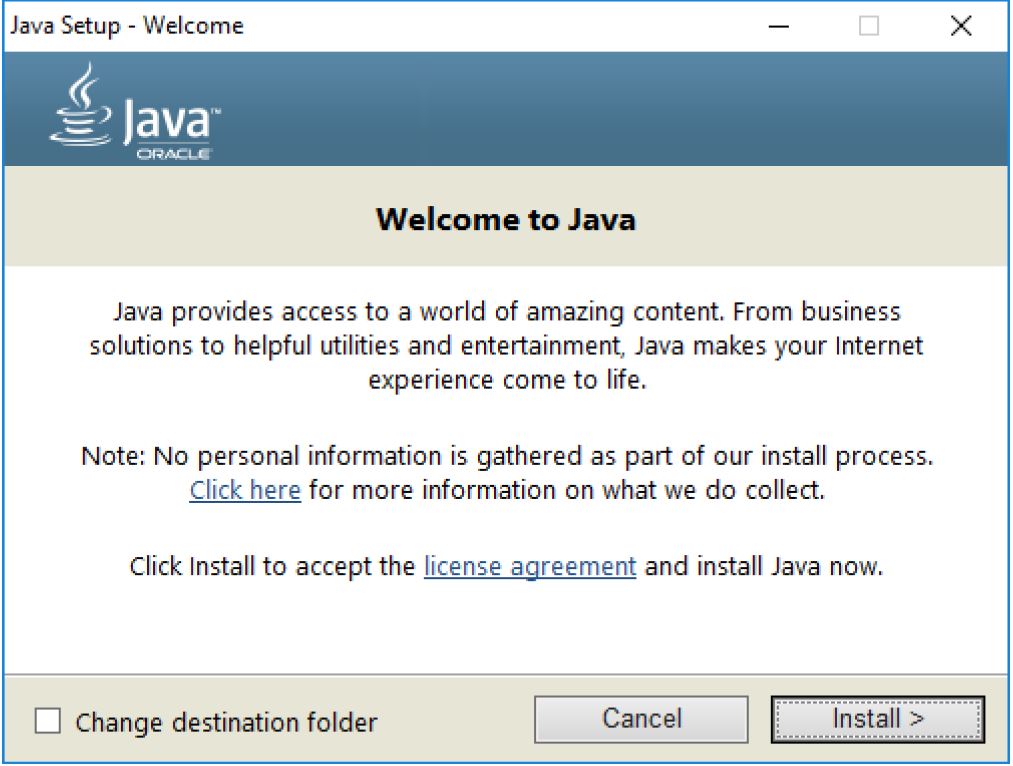 Java Setup - Welcome
Java™
ORACLE
Welcome to Java
Java provides access to a world of amazing content. From business
solutions to helpful utilities and entertainment, Java makes your Internet
experience come to life.
Note: No personal information is gathered as part of our install process.
Click here for more information on what we do collect.
Click Install to accept the license agreement and install Java now.
Change destination folder
Cancel
Install >